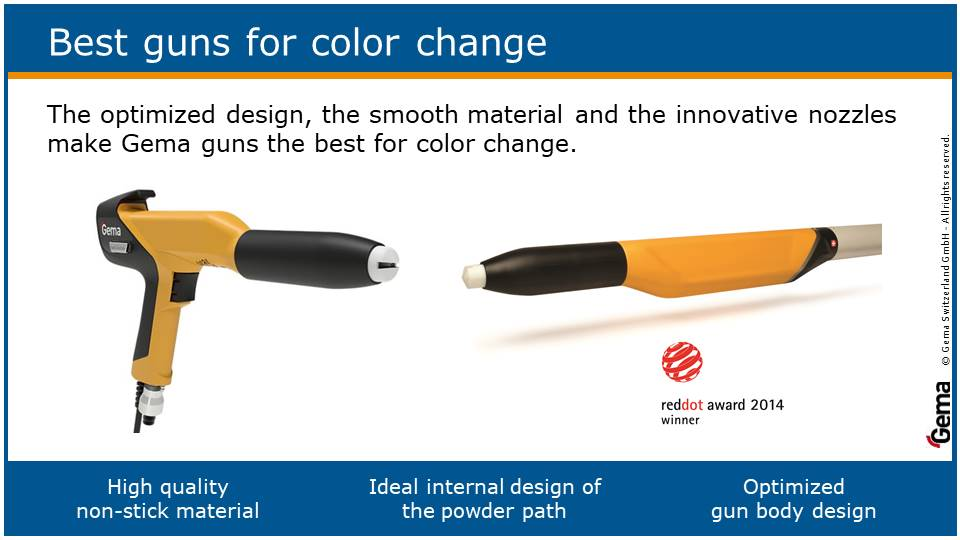 Best guns for color change
The optimized design, the smooth material and the innovative nozzles
make Gema guns the best for color change.
Gema
reddot award 2014
winner
© Gema Switzerland GmbH - All rights reserved.
Gema
High quality
non-stick material
Ideal internal design of
the powder path
Optimized
gun body design